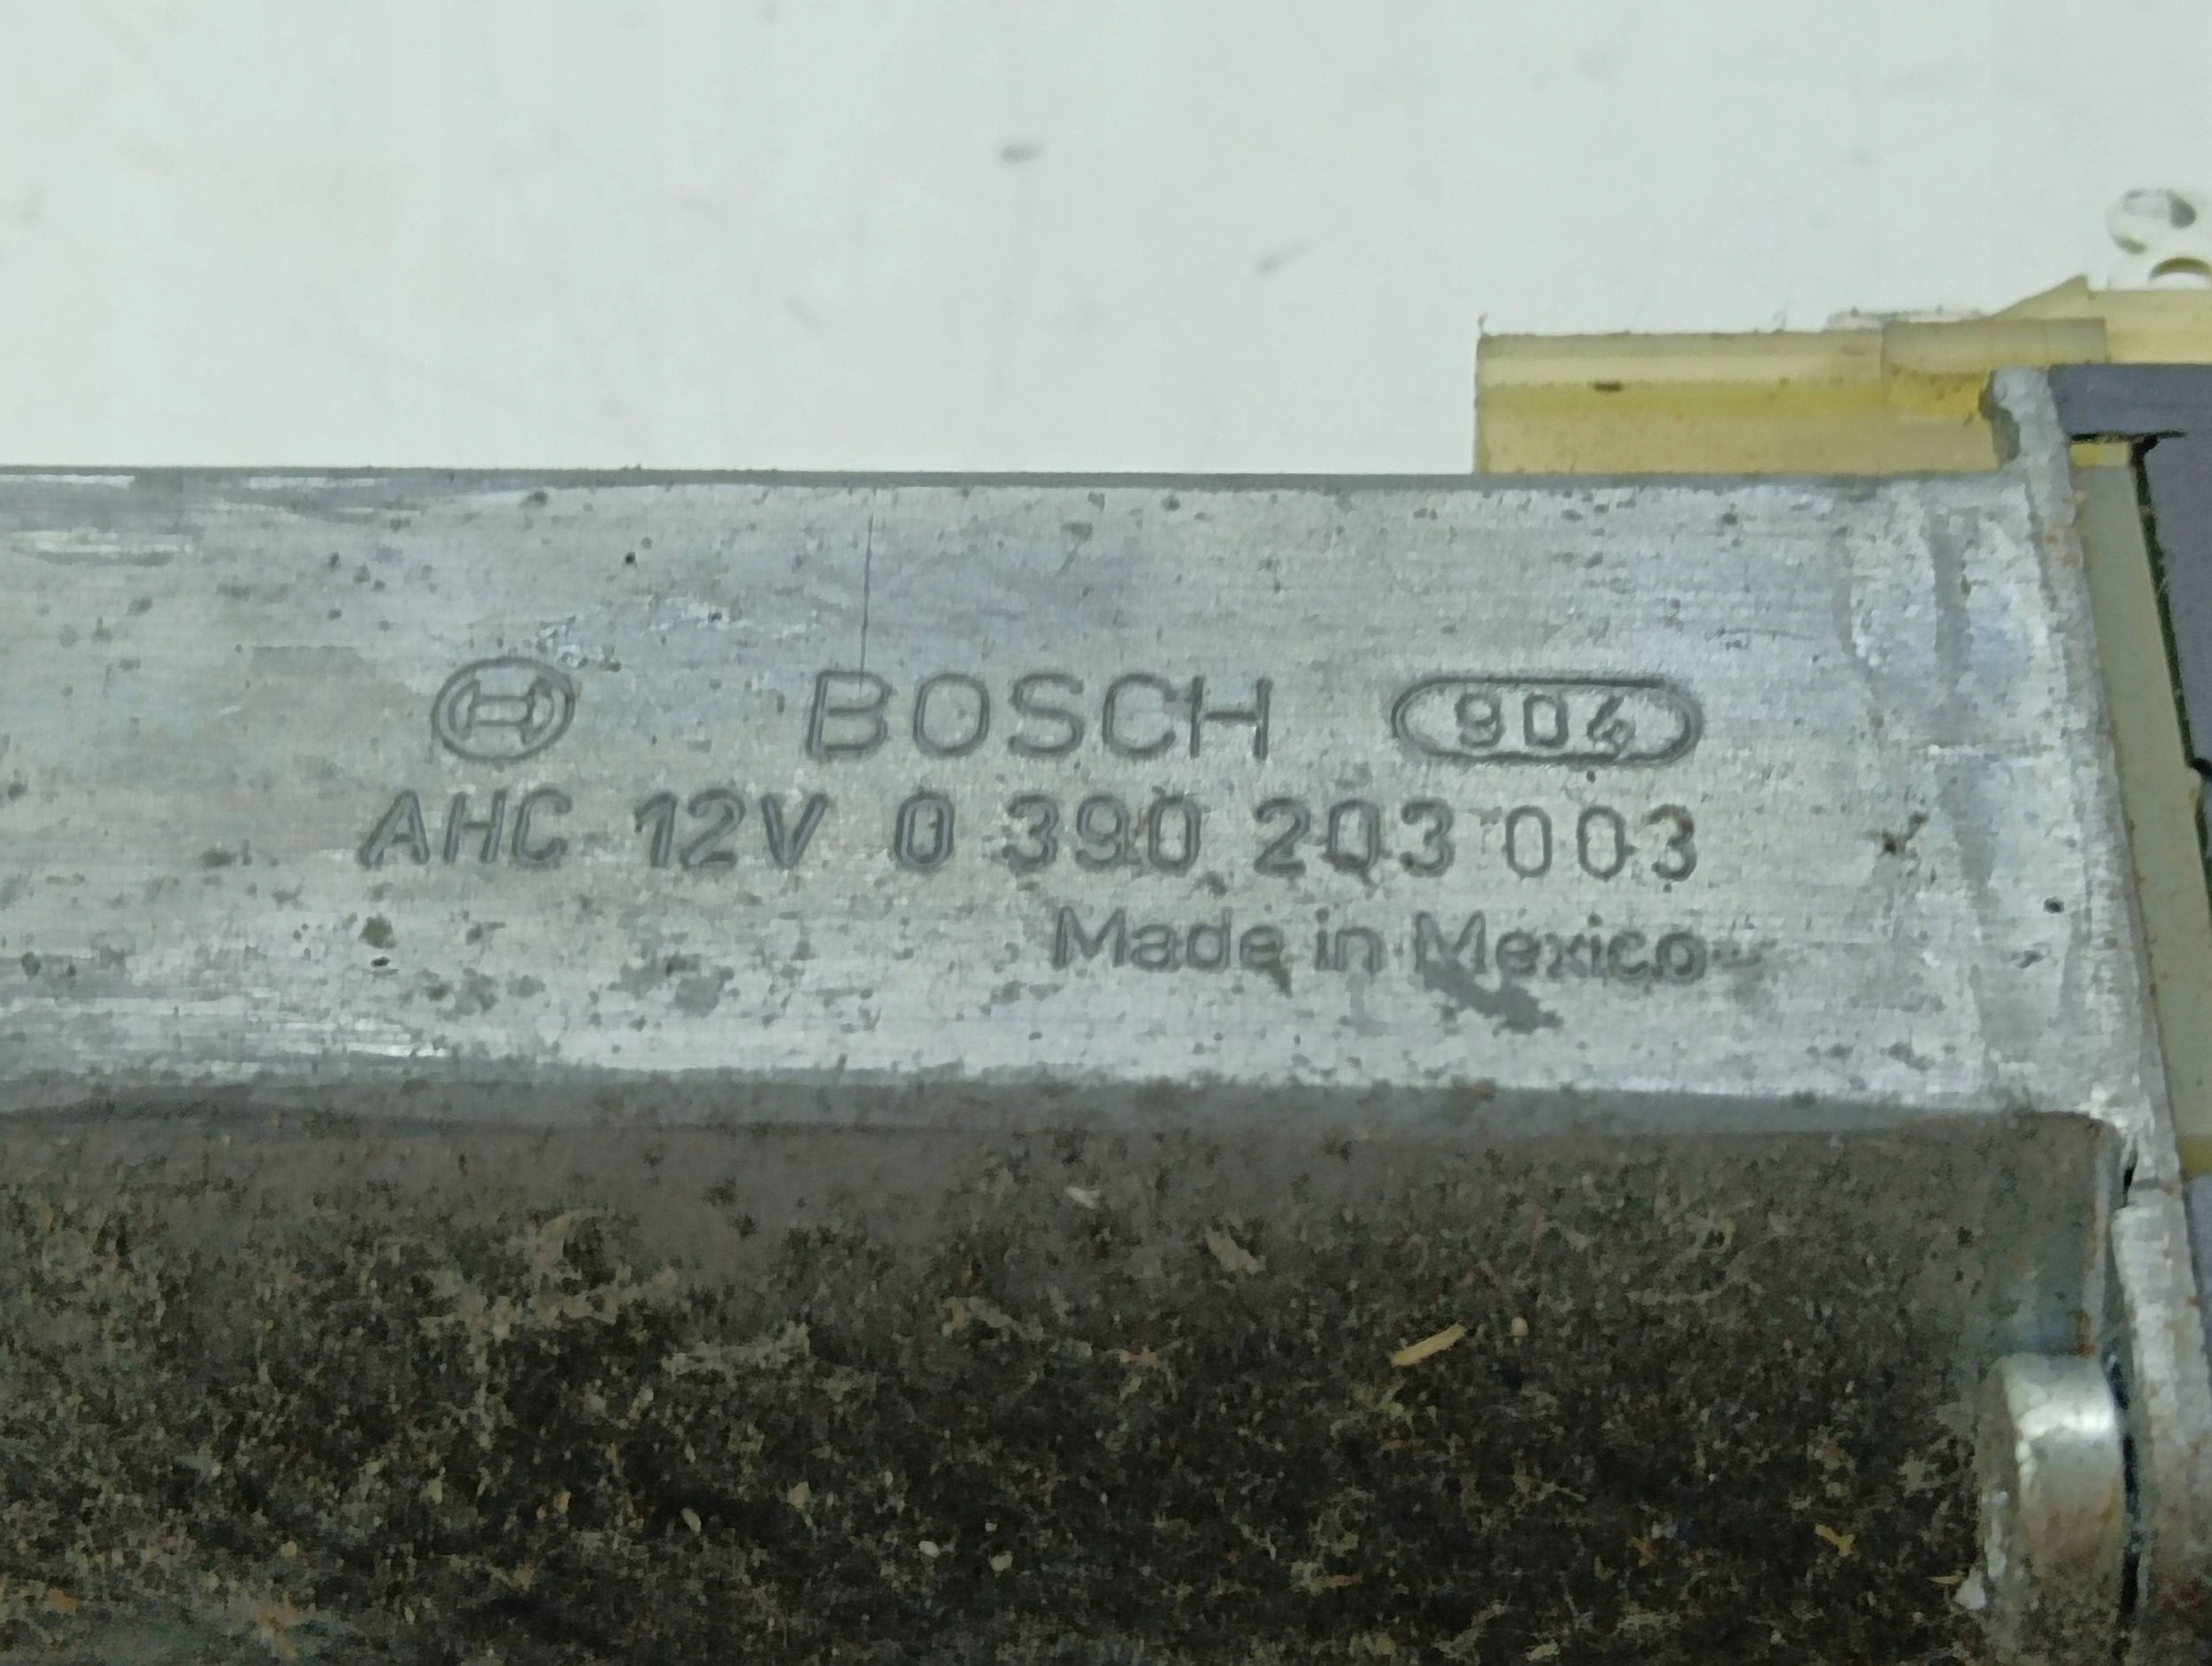 BOSCH 904
AHC 12V 0 390 203 003
Made in Mexico